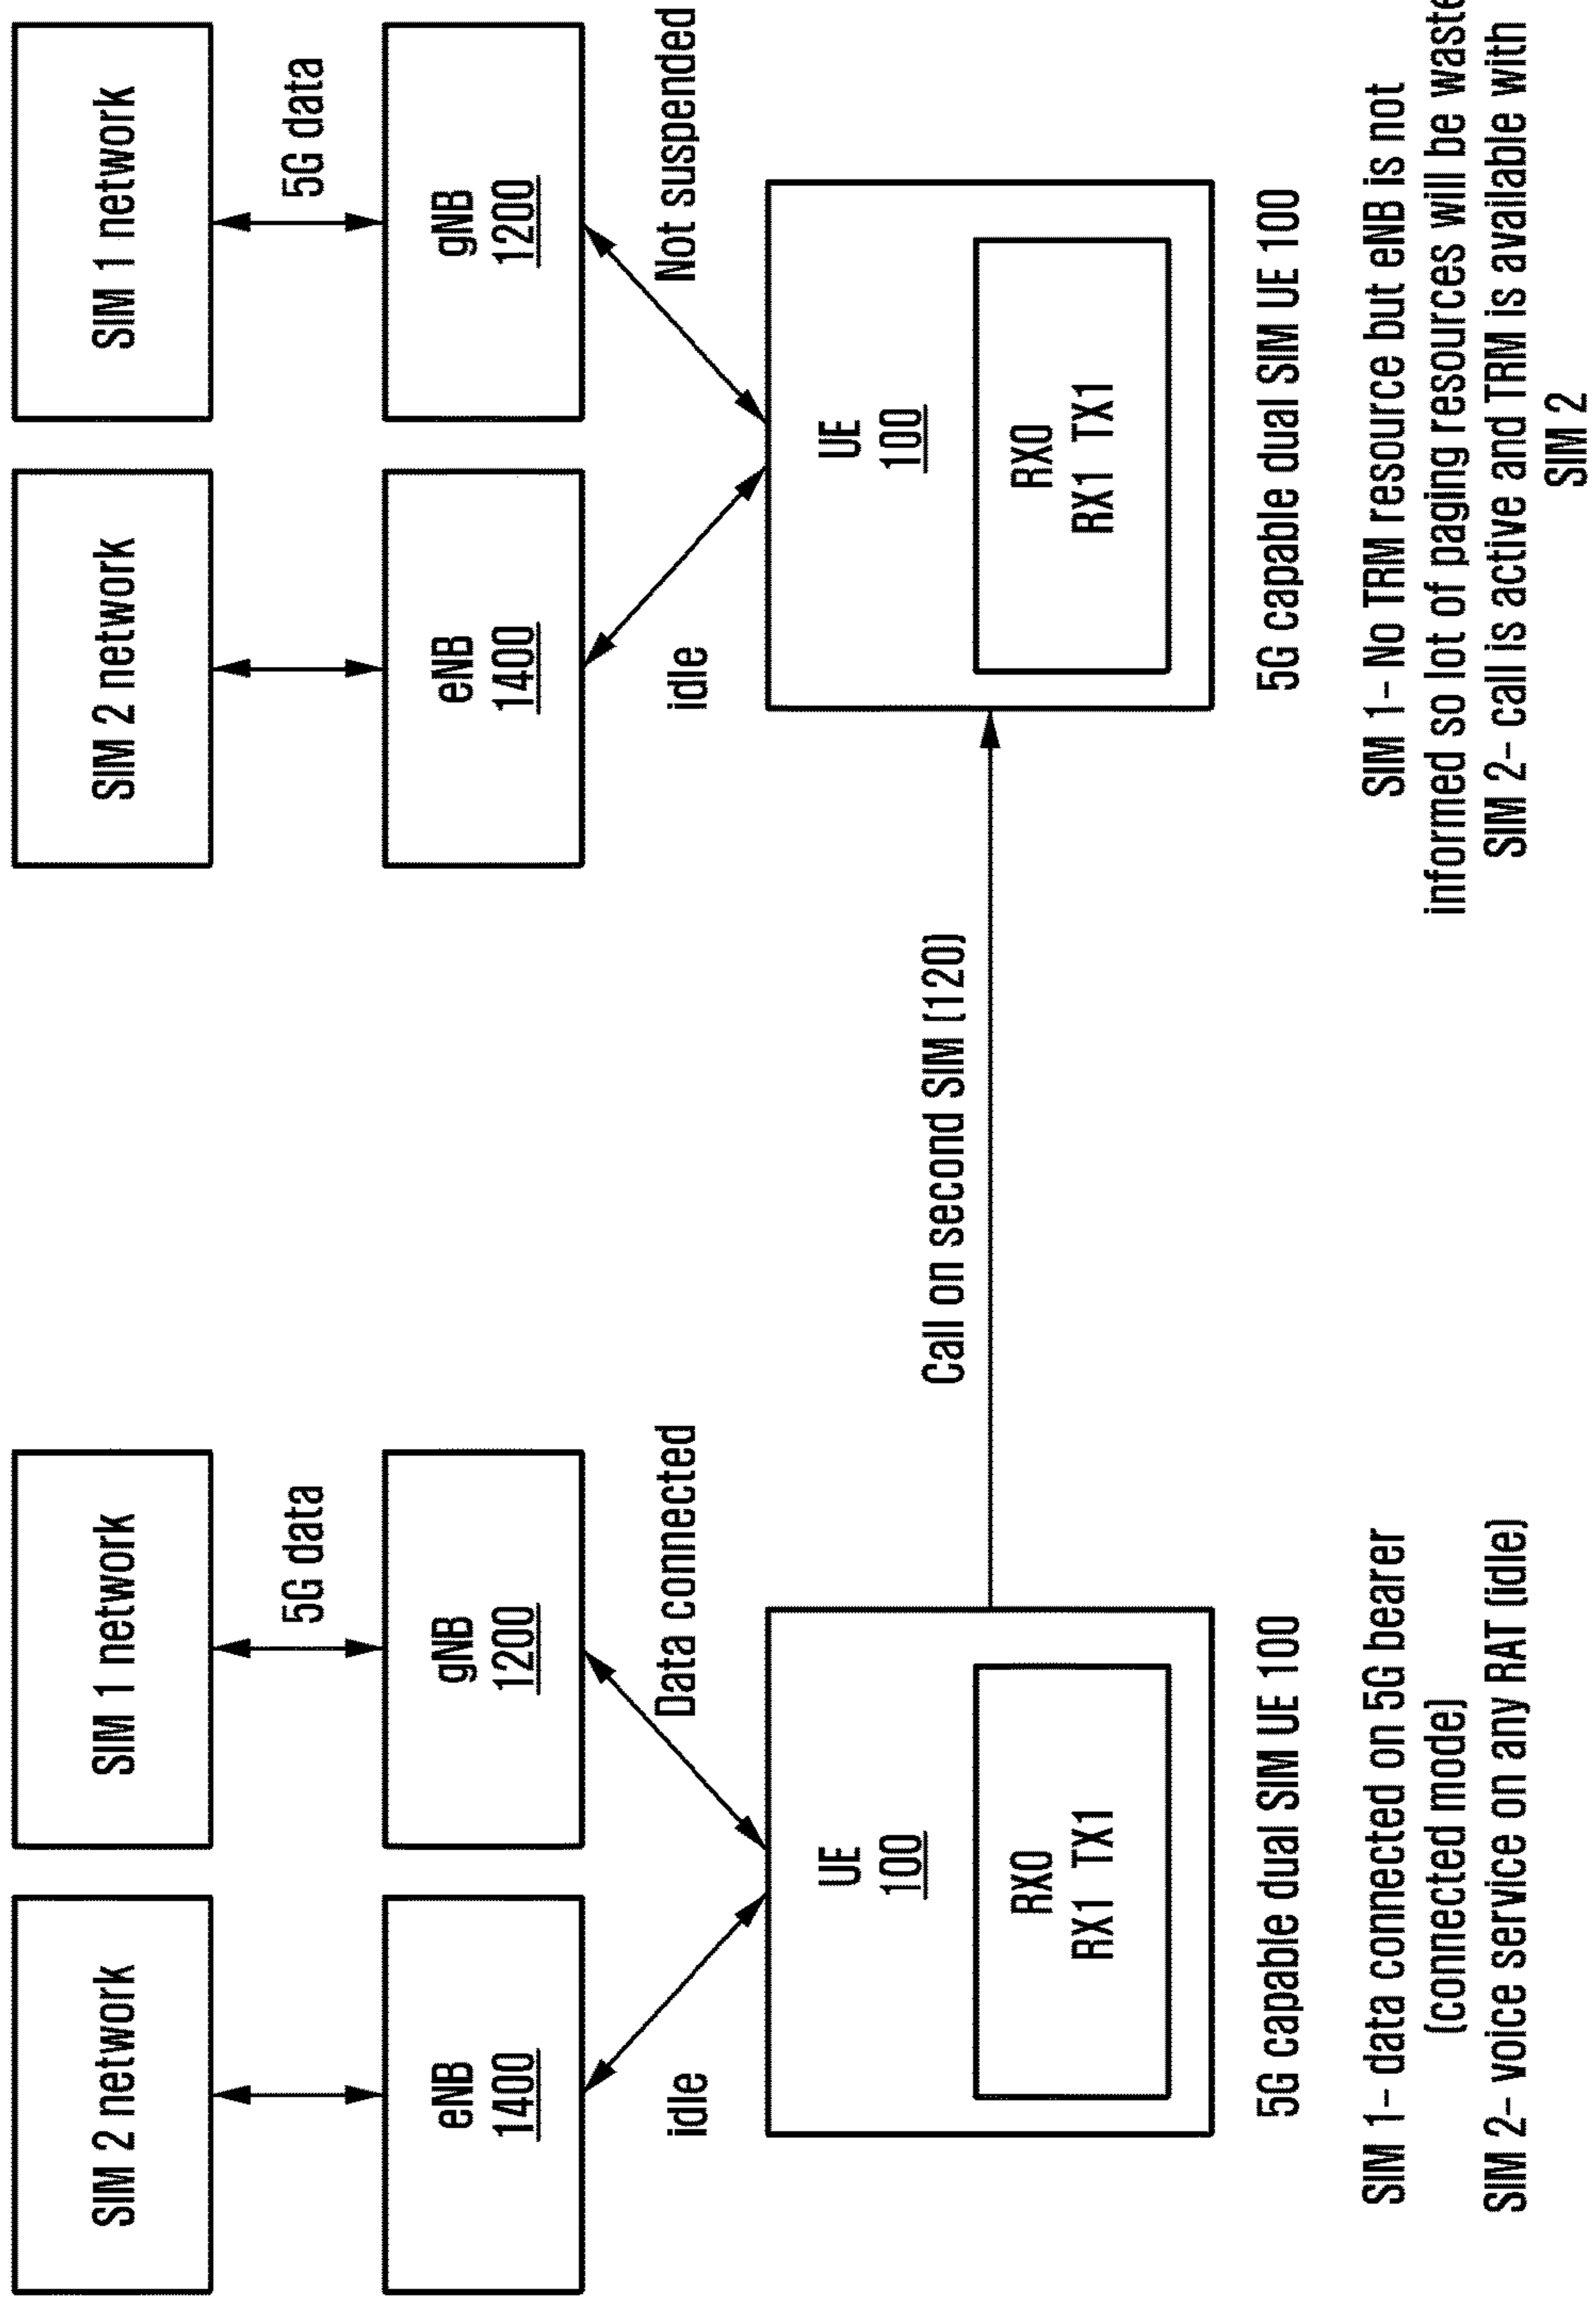 SIM 2 network
SIM 1 network
5G data
eNB
1400
gNB
1200
idle
Data connected
UE
100
RX0
RX1 TX1
5G capable dual SIM UE 100
SIM 1- data connected on 5G bearer
(connected mode)
SIM 2- voice service on any RAT (idle)
Call on second SIM (120)
SIM 2 network
SIM 1 network
5G data
eNB
1400
gNB
1200
idle
Not suspended
UE
100
RX0
RX1 TX1
5G capable dual SIM UE 100
SIM 1- No TRM resource but eNB is not
informed so lot of paging resources will be waste
SIM 2- call is active and TRM is available with
SIM 2